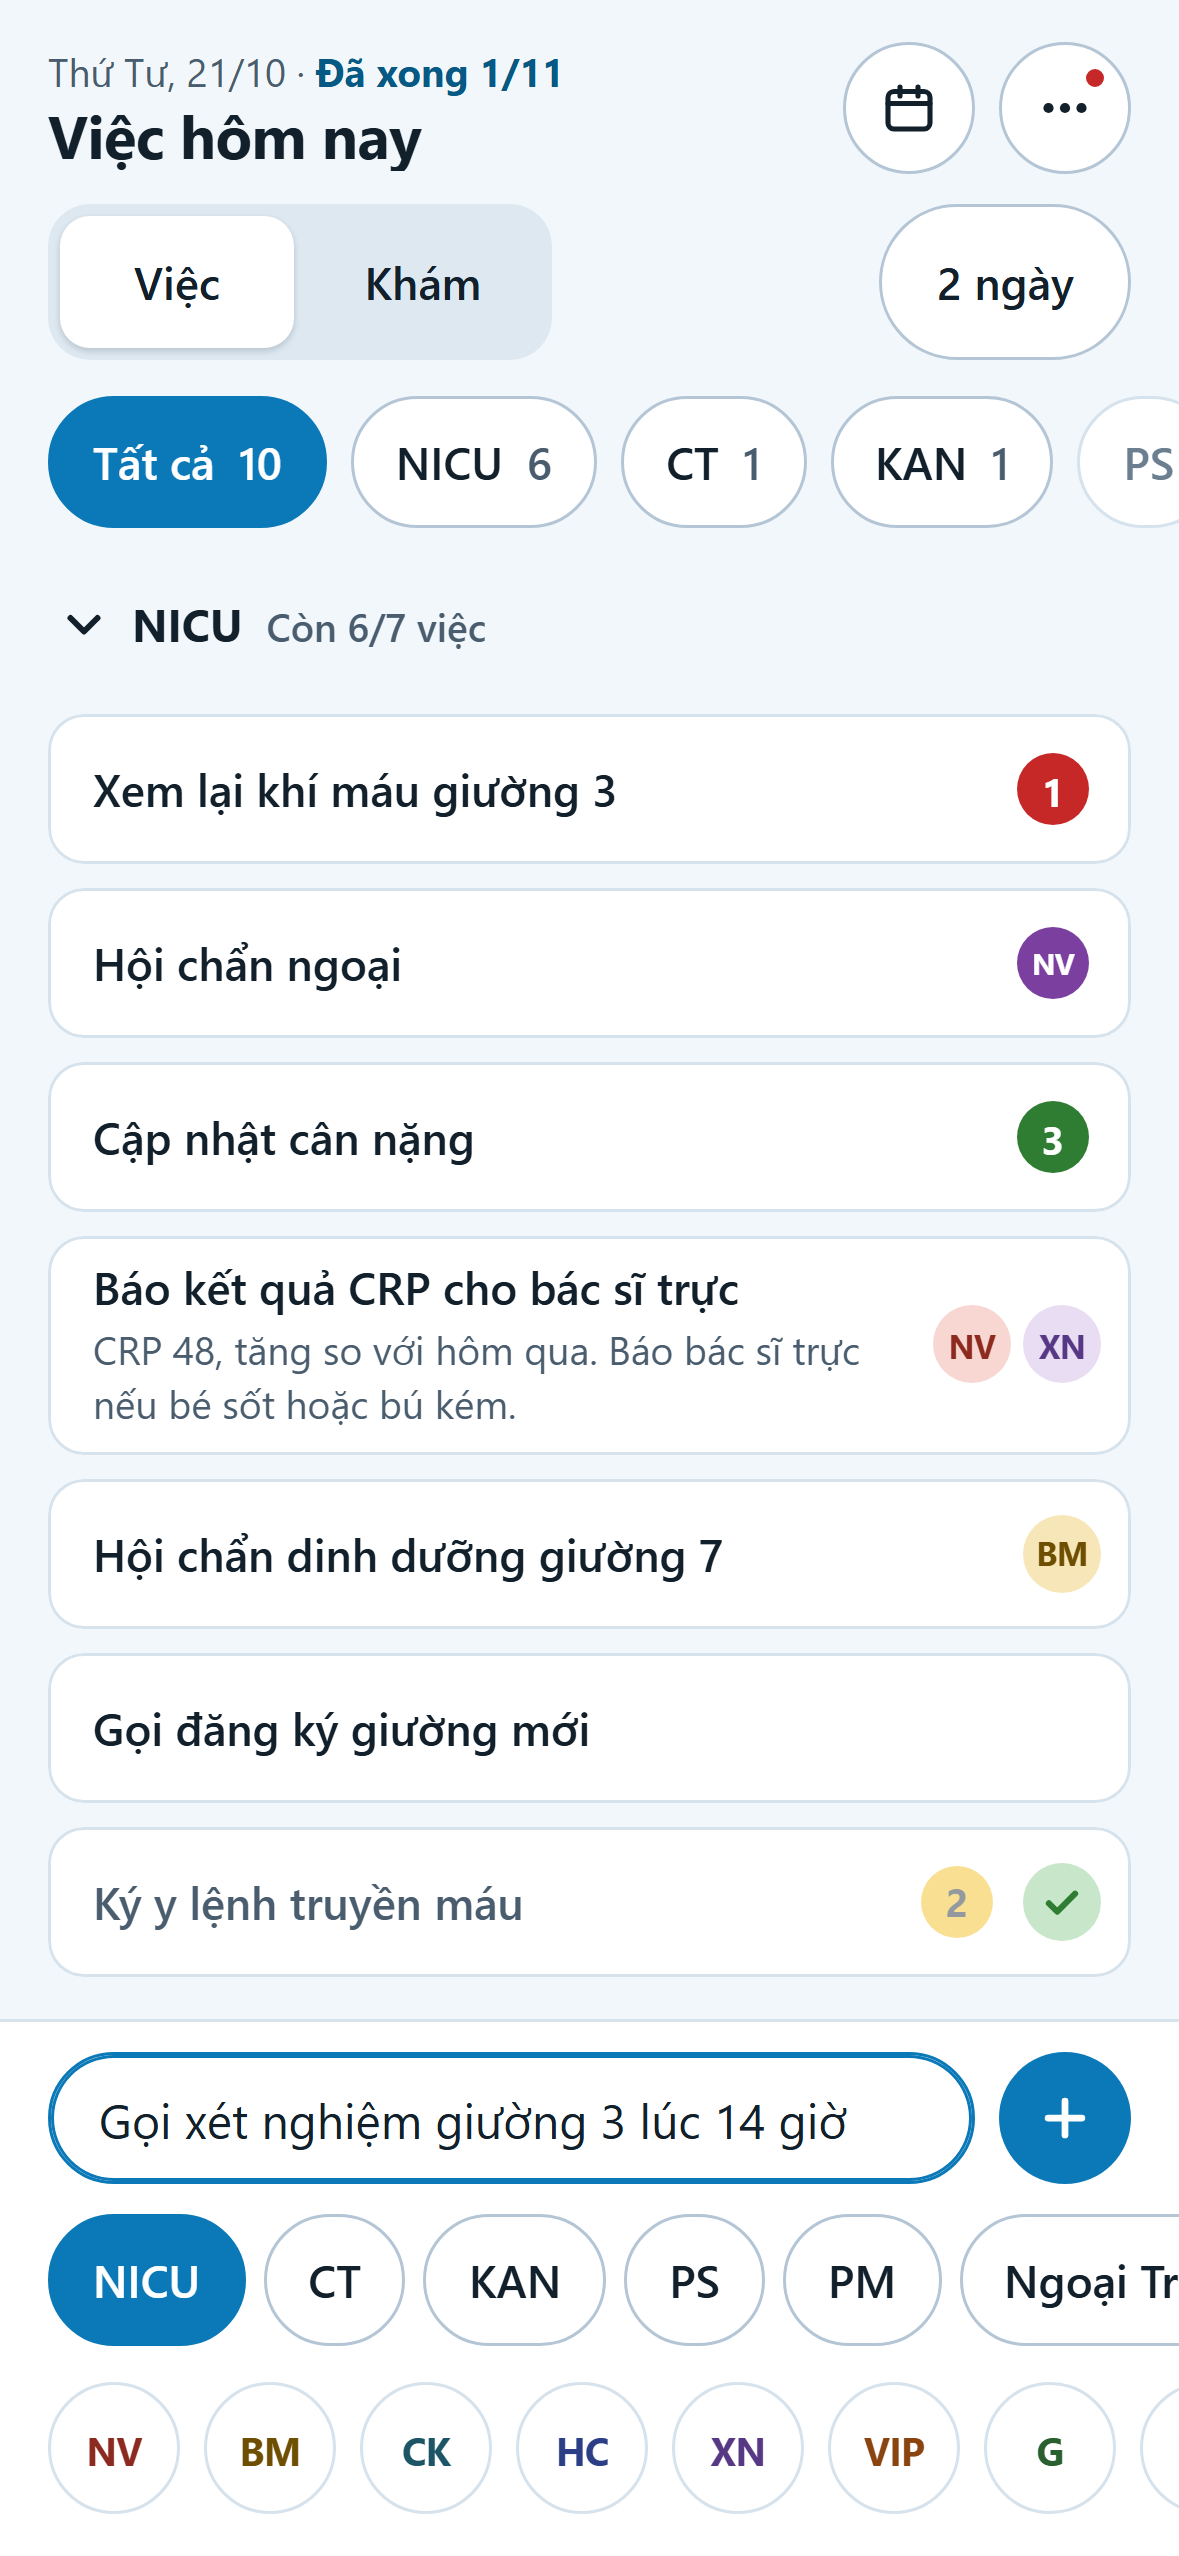 Thứ Tư, 21/10 · Đã xong 1/11
Việc hôm nay
Việc Khám 2 ngày
Tất cả 10 NICU 6 CT 1 KAN 1 PS
NICU Còn 6/7 việc
Xem lại khí máu giường 3 1
Hội chẩn ngoại NV
Cập nhật cân nặng 3
Báo kết quả CRP cho bác sĩ trực
CRP 48, tăng so với hôm qua. Báo bác sĩ trực
nếu bé sốt hoặc bú kém.
NV XN
Hội chẩn dinh dưỡng giường 7 BM
Gọi đăng ký giường mới
Ký y lệnh truyền máu 2
Gọi xét nghiệm giường 3 lúc 14 giờ
NICU CT KAN PS PM Ngoại Tr
NV BM CK HC XN VIP G